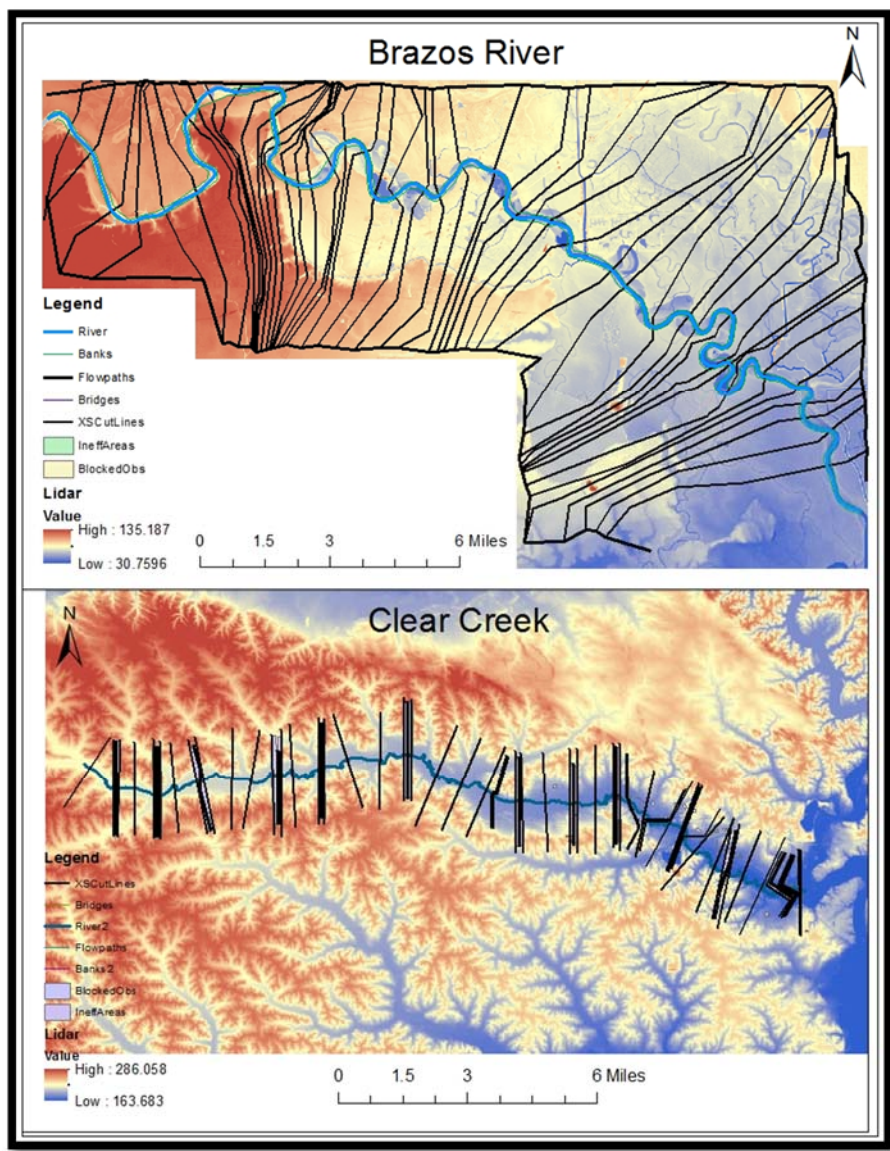 Brazos River
N
Legend
River
Banks
Flowpaths
Bridges
XSCutLines
IneffAreas
BlockedObs
Lidar
Value
High : 135.187
Low : 30.7596
0 1.5 3 6 Miles
Clear Creek
N
Legend
XSCutLines
Bridges
River2
Flowpaths
Banks2
BlockedObs
IneffAreas
Lidar
Value
High : 286.058
Low : 163.683
0 1.5 3 6 Miles